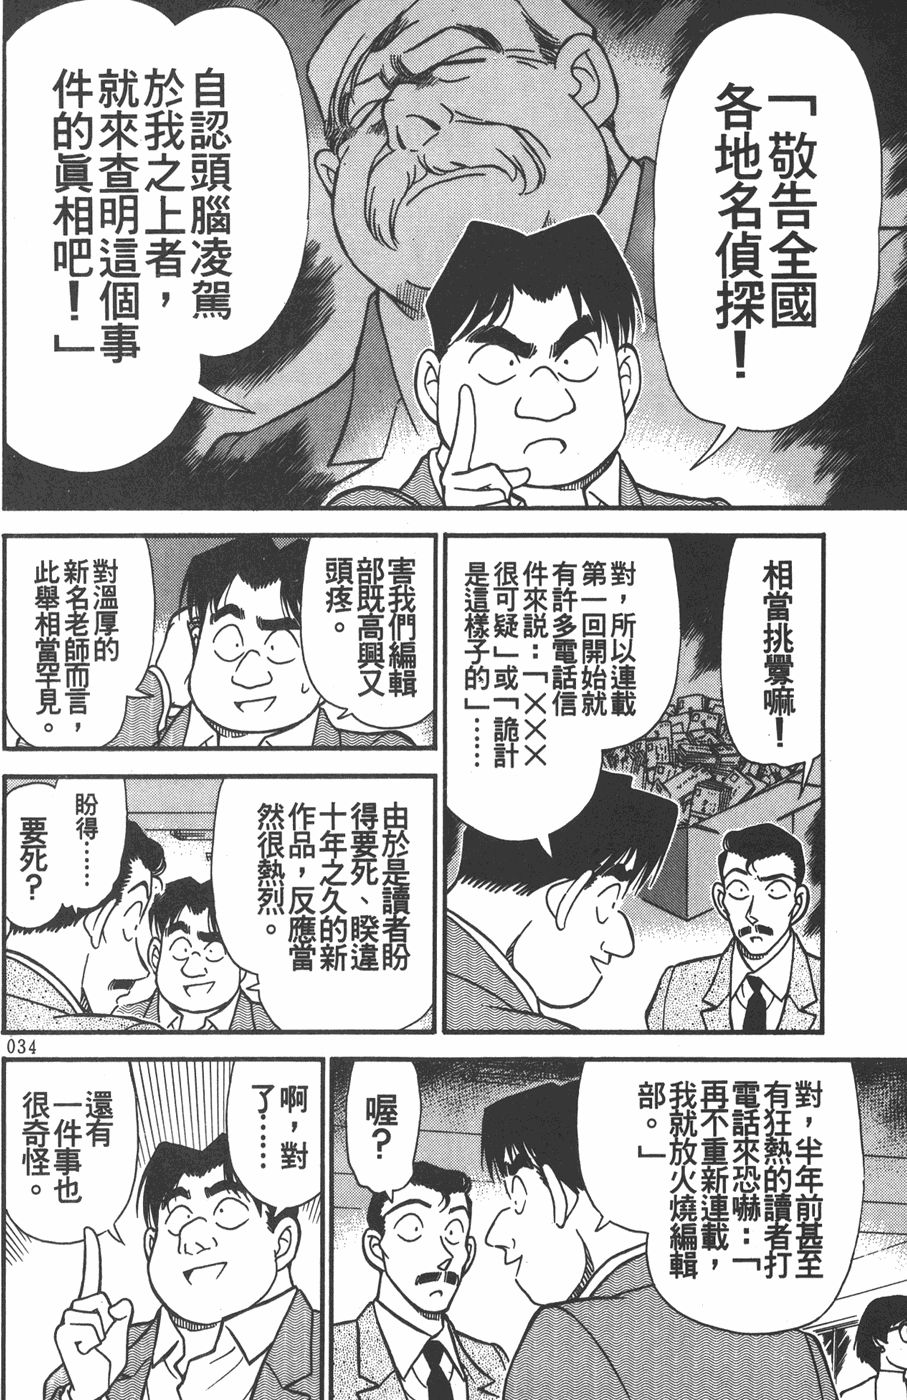 「敬告全國
各地名偵探！
自認頭腦凌駕
於我之上者，
就來查明這個事
件的眞相吧！」
相當挑釁嘛！
對，所以連載
第一回開始就
有許多電話信
件來説：「×××
很可疑」或「詭計
是這樣子的」……
害我們編輯
部既高興又
頭疼。
對溫厚的
新名老師而言，
此舉相當罕見。
由於是讀者盼
得要死、睽違
十年之久的新
作品，反應當
然很熱烈。
盼得……
要死？
034
對，半年前甚至
有狂熱的讀者打
電話來恐嚇：「
再不重新連載，
我就放火燒編輯
部。」
喔？
啊，對
了……
還有
一件事也
很奇怪。